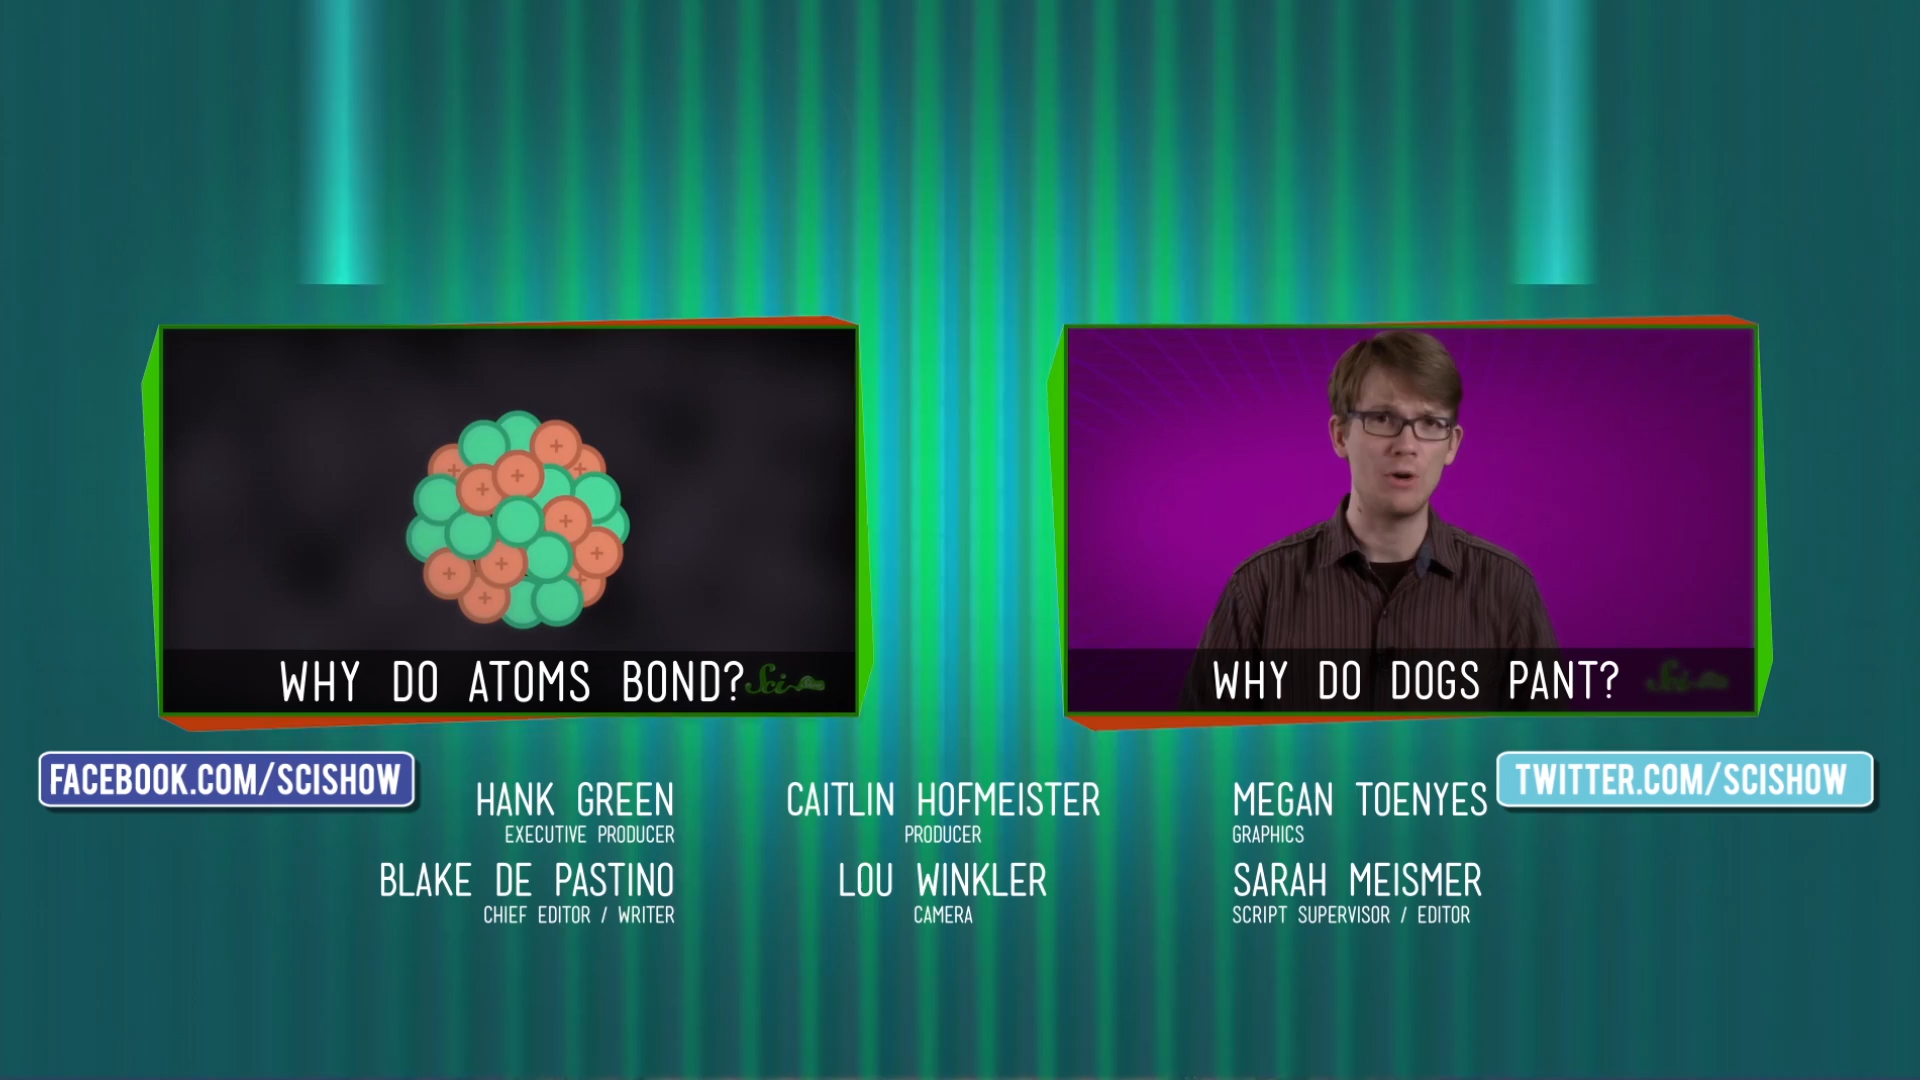 WHY DO ATOMS BOND?
Sci
WHY DO DOGS PANT?
Sci
FACEBOOK.COM/SCISHOW
TWITTER.COM/SCISHOW
HANK GREEN
EXECUTIVE PRODUCER
BLAKE DE PASTINO
CHIEF EDITOR / WRITER
CAITLIN HOFMEISTER
PRODUCER
LOU WINKLER
CAMERA
MEGAN TOENYES
GRAPHICS
SARAH MEISMER
SCRIPT SUPERVISOR / EDITOR